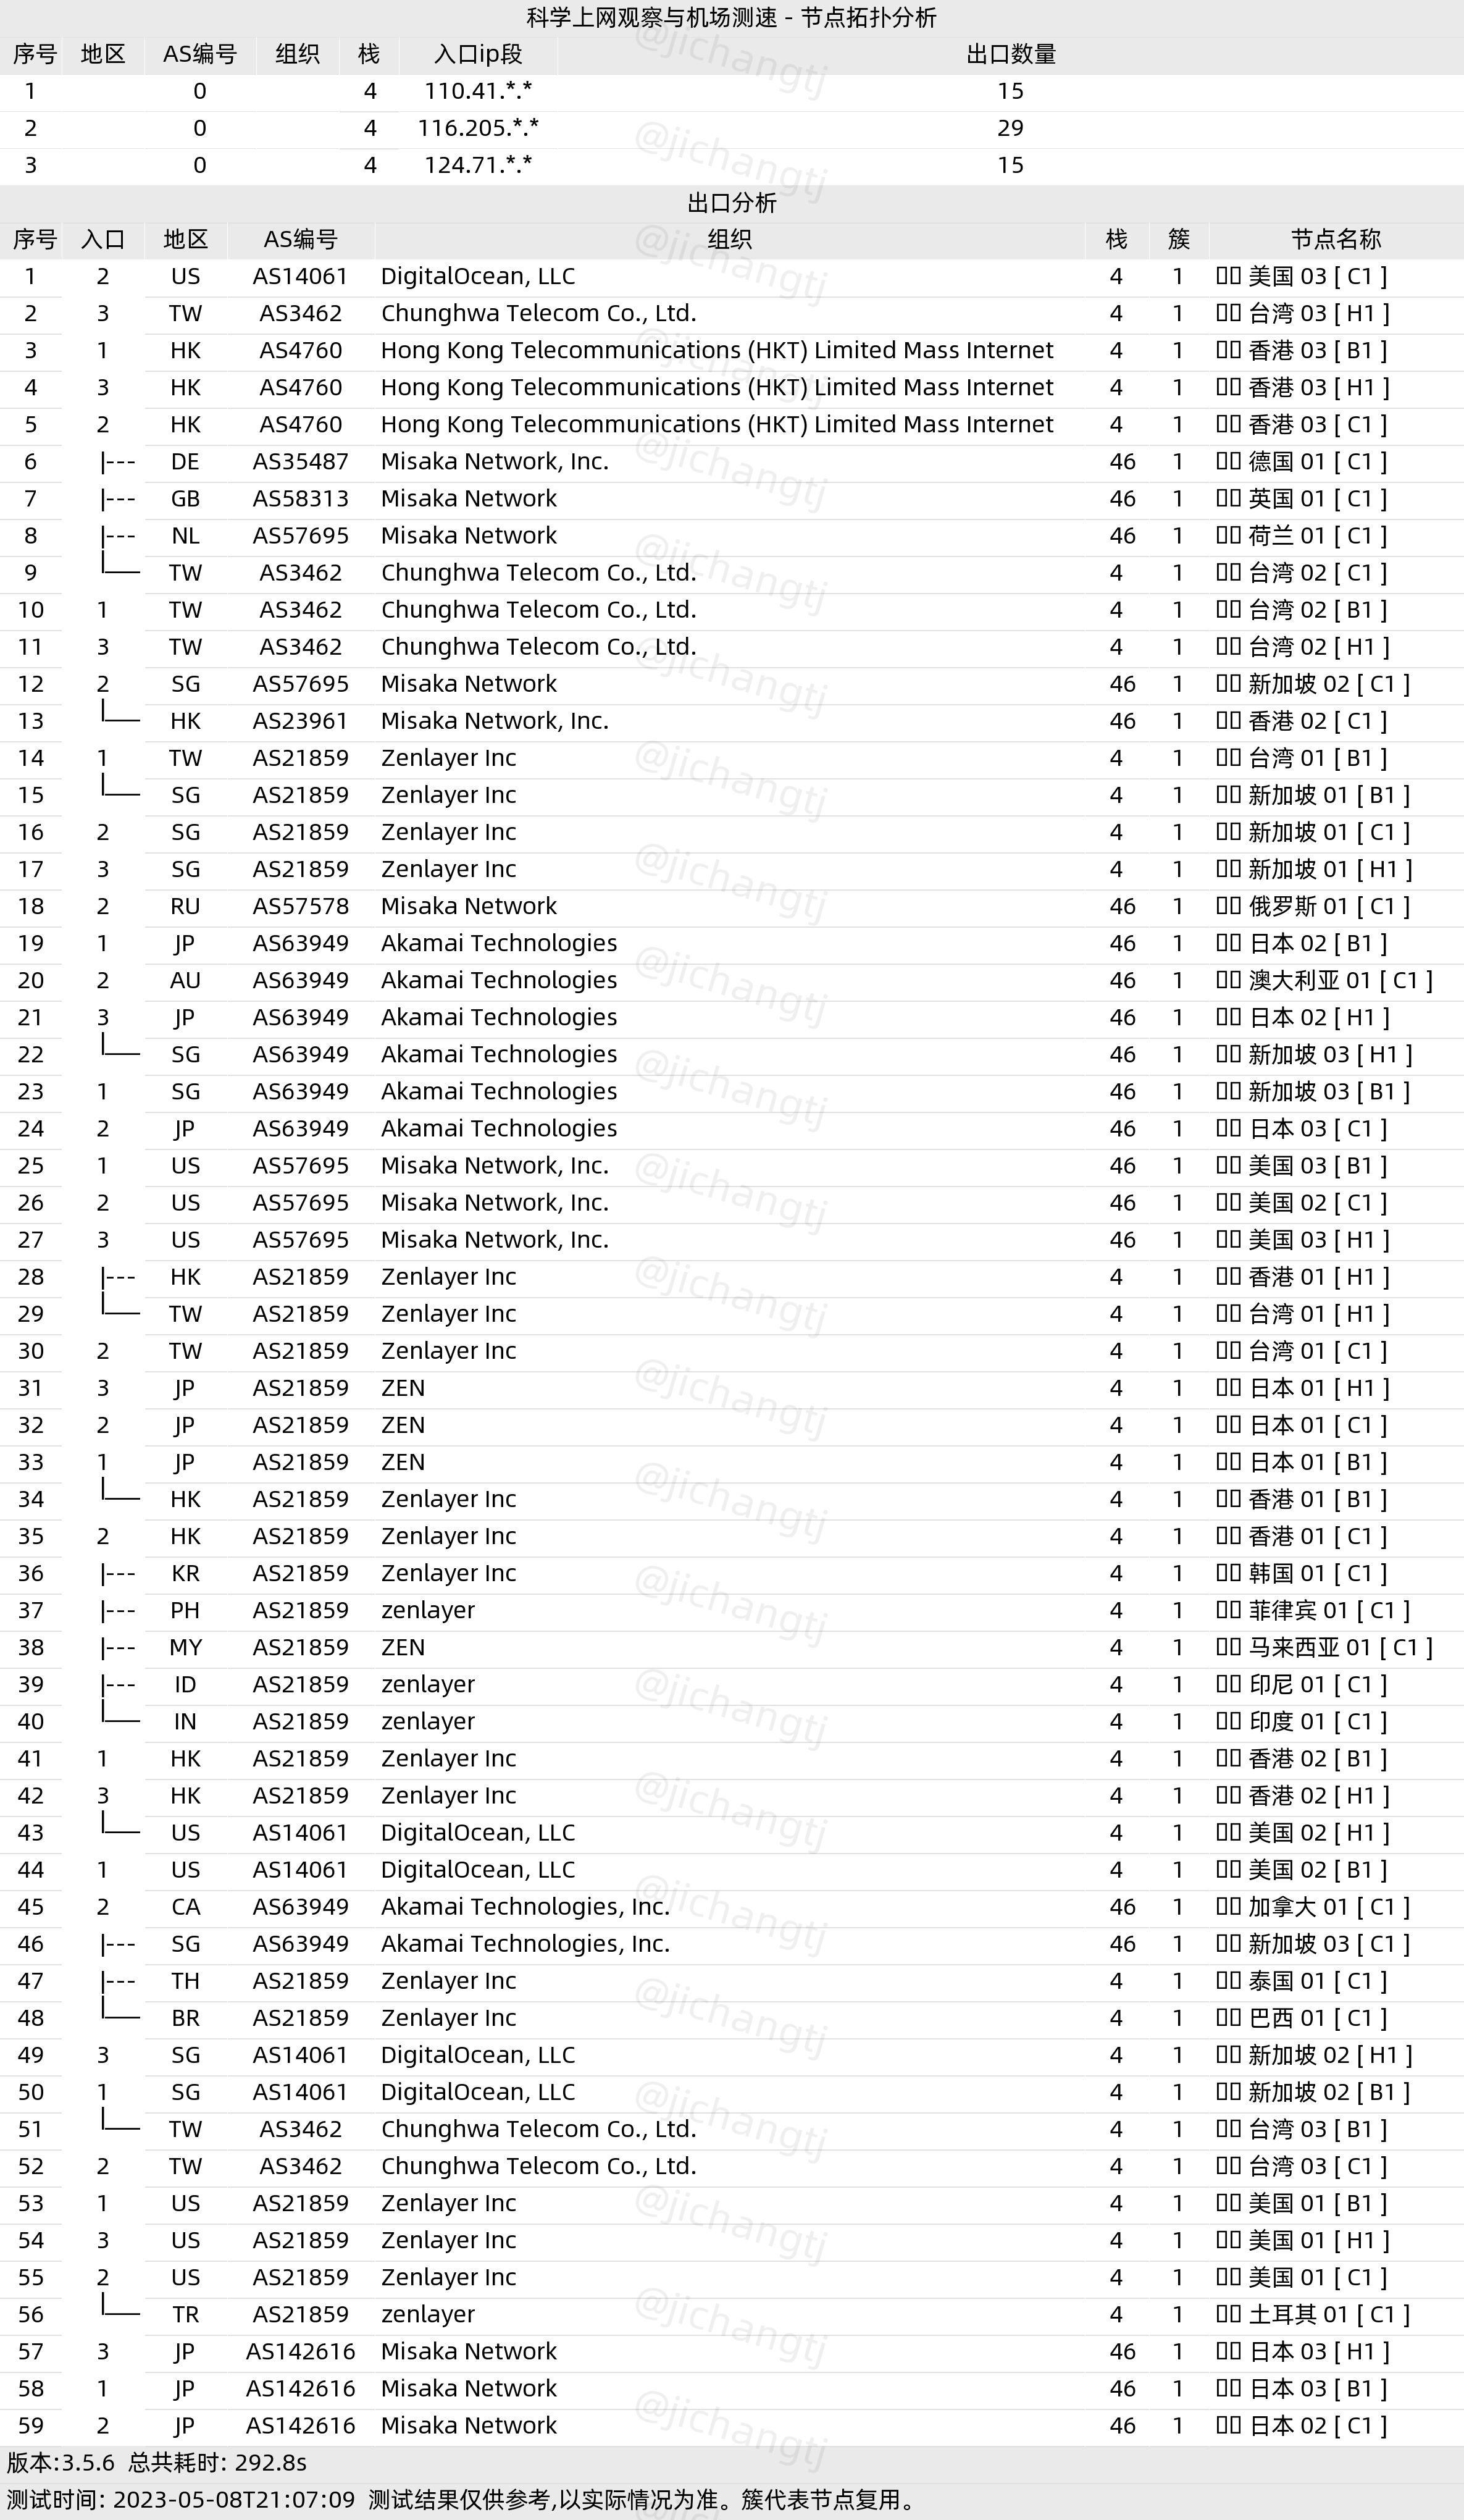 科学上网观察与机场测速 - 节点拓扑分析
序号 地区 AS编号 组织 栈 入口ip段 出口数量
1 0 4 110.41.*.* 15
2 0 4 116.205.*.* 29
3 0 4 124.71.*.* 15
出口分析
序号 入口 地区 AS编号 组织 栈 簇 节点名称
1 2 US AS14061 DigitalOcean, LLC 4 1 美国 03 [ C1 ]
2 3 TW AS3462 Chunghwa Telecom Co., Ltd. 4 1 台湾 03 [ H1 ]
3 1 HK AS4760 Hong Kong Telecommunications (HKT) Limited Mass Internet 4 1 香港 03 [ B1 ]
4 3 HK AS4760 Hong Kong Telecommunications (HKT) Limited Mass Internet 4 1 香港 03 [ H1 ]
5 2 HK AS4760 Hong Kong Telecommunications (HKT) Limited Mass Internet 4 1 香港 03 [ C1 ]
6 |--- DE AS35487 Misaka Network, Inc. 46 1 德国 01 [ C1 ]
7 |--- GB AS58313 Misaka Network 46 1 英国 01 [ C1 ]
8 |--- NL AS57695 Misaka Network 46 1 荷兰 01 [ C1 ]
9 TW AS3462 Chunghwa Telecom Co., Ltd. 4 1 台湾 02 [ C1 ]
10 1 TW AS3462 Chunghwa Telecom Co., Ltd. 4 1 台湾 02 [ B1 ]
11 3 TW AS3462 Chunghwa Telecom Co., Ltd. 4 1 台湾 02 [ H1 ]
12 2 SG AS57695 Misaka Network 46 1 新加坡 02 [ C1 ]
13 HK AS23961 Misaka Network, Inc. 46 1 香港 02 [ C1 ]
14 1 TW AS21859 Zenlayer Inc 4 1 台湾 01 [ B1 ]
15 SG AS21859 Zenlayer Inc 4 1 新加坡 01 [ B1 ]
16 2 SG AS21859 Zenlayer Inc 4 1 新加坡 01 [ C1 ]
17 3 SG AS21859 Zenlayer Inc 4 1 新加坡 01 [ H1 ]
18 2 RU AS57578 Misaka Network 46 1 俄罗斯 01 [ C1 ]
19 1 JP AS63949 Akamai Technologies 46 1 日本 02 [ B1 ]
20 2 AU AS63949 Akamai Technologies 46 1 澳大利亚 01 [ C1 ]
21 3 JP AS63949 Akamai Technologies 46 1 日本 02 [ H1 ]
22 SG AS63949 Akamai Technologies 46 1 新加坡 03 [ H1 ]
23 1 SG AS63949 Akamai Technologies 46 1 新加坡 03 [ B1 ]
24 2 JP AS63949 Akamai Technologies 46 1 日本 03 [ C1 ]
25 1 US AS57695 Misaka Network, Inc. 46 1 美国 03 [ B1 ]
26 2 US AS57695 Misaka Network, Inc. 46 1 美国 02 [ C1 ]
27 3 US AS57695 Misaka Network, Inc. 46 1 美国 03 [ H1 ]
28 |--- HK AS21859 Zenlayer Inc 4 1 香港 01 [ H1 ]
29 TW AS21859 Zenlayer Inc 4 1 台湾 01 [ H1 ]
30 2 TW AS21859 Zenlayer Inc 4 1 台湾 01 [ C1 ]
31 3 JP AS21859 ZEN 4 1 日本 01 [ H1 ]
32 2 JP AS21859 ZEN 4 1 日本 01 [ C1 ]
33 1 JP AS21859 ZEN 4 1 日本 01 [ B1 ]
34 HK AS21859 Zenlayer Inc 4 1 香港 01 [ B1 ]
35 2 HK AS21859 Zenlayer Inc 4 1 香港 01 [ C1 ]
36 |--- KR AS21859 Zenlayer Inc 4 1 韩国 01 [ C1 ]
37 |--- PH AS21859 zenlayer 4 1 菲律宾 01 [ C1 ]
38 |--- MY AS21859 ZEN 4 1 马来西亚 01 [ C1 ]
39 |--- ID AS21859 zenlayer 4 1 印尼 01 [ C1 ]
40 IN AS21859 zenlayer 4 1 印度 01 [ C1 ]
41 1 HK AS21859 Zenlayer Inc 4 1 香港 02 [ B1 ]
42 3 HK AS21859 Zenlayer Inc 4 1 香港 02 [ H1 ]
43 US AS14061 DigitalOcean, LLC 4 1 美国 02 [ H1 ]
44 1 US AS14061 DigitalOcean, LLC 4 1 美国 02 [ B1 ]
45 2 CA AS63949 Akamai Technologies, Inc. 46 1 加拿大 01 [ C1 ]
46 |--- SG AS63949 Akamai Technologies, Inc. 46 1 新加坡 03 [ C1 ]
47 |--- TH AS21859 Zenlayer Inc 4 1 泰国 01 [ C1 ]
48 BR AS21859 Zenlayer Inc 4 1 巴西 01 [ C1 ]
49 3 SG AS14061 DigitalOcean, LLC 4 1 新加坡 02 [ H1 ]
50 1 SG AS14061 DigitalOcean, LLC 4 1 新加坡 02 [ B1 ]
51 TW AS3462 Chunghwa Telecom Co., Ltd. 4 1 台湾 03 [ B1 ]
52 2 TW AS3462 Chunghwa Telecom Co., Ltd. 4 1 台湾 03 [ C1 ]
53 1 US AS21859 Zenlayer Inc 4 1 美国 01 [ B1 ]
54 3 US AS21859 Zenlayer Inc 4 1 美国 01 [ H1 ]
55 2 US AS21859 Zenlayer Inc 4 1 美国 01 [ C1 ]
56 TR AS21859 zenlayer 4 1 土耳其 01 [ C1 ]
57 3 JP AS142616 Misaka Network 46 1 日本 03 [ H1 ]
58 1 JP AS142616 Misaka Network 46 1 日本 03 [ B1 ]
59 2 JP AS142616 Misaka Network 46 1 日本 02 [ C1 ]
版本:3.5.6 总共耗时: 292.8s
测试时间: 2023-05-08T21:07:09 测试结果仅供参考,以实际情况为准。簇代表节点复用。
@jichangtj